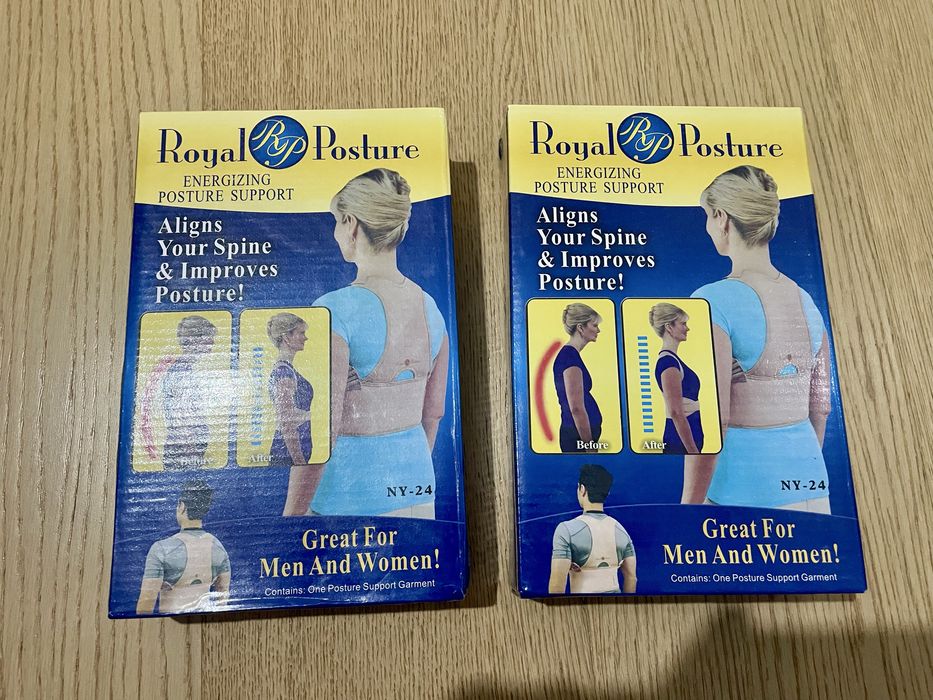 Royal RP Posture
ENERGIZING
POSTURE SUPPORT
Aligns
Your Spine
& Improves
Posture!
Before
After
NY-24
Great For
Men And Women!
Contains: One Posture Support Garment
Royal RP Posture
ENERGIZING
POSTURE SUPPORT
Aligns
Your Spine
& Improves
Posture!
Before
After
NY-24
Great For
Men And Women!
Contains: One Posture Support Garment